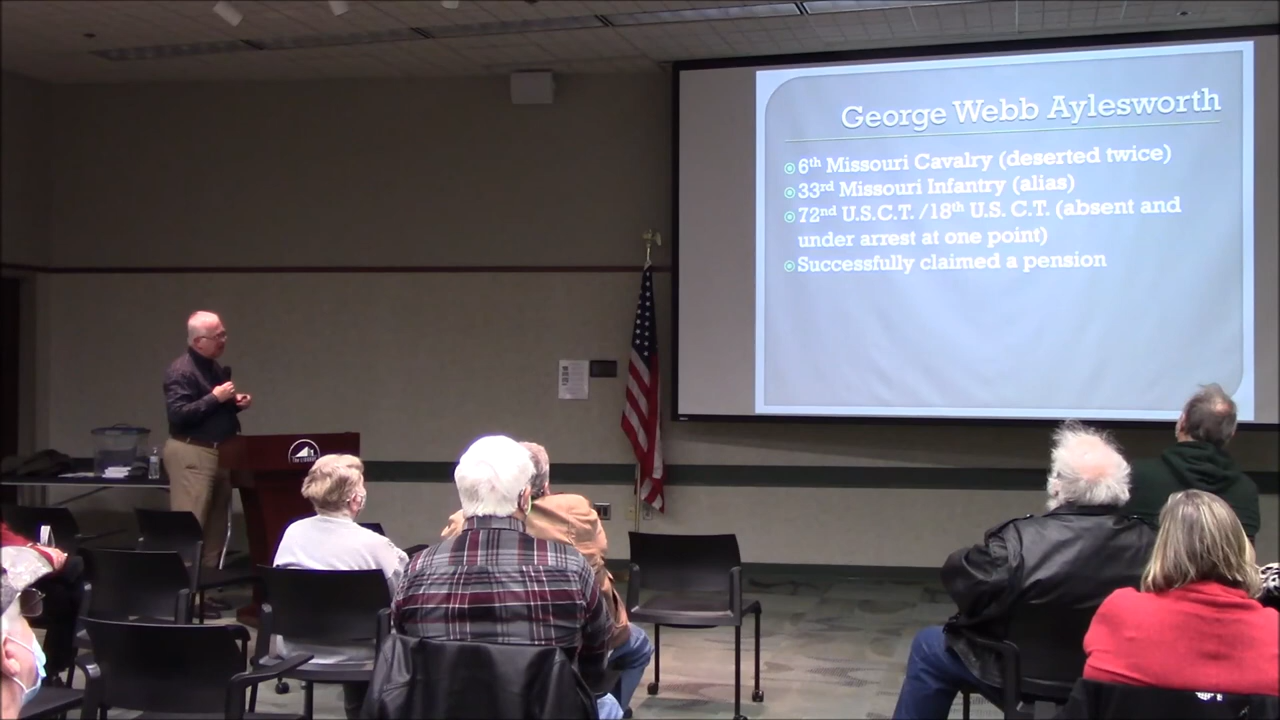 George Webb Aylesworth
6th Missouri Cavalry (deserted twice)
33rd Missouri Infantry (alias)
72nd U.S.C.T. /18th U.S. C.T. (absent and
under arrest at one point)
Successfully claimed a pension